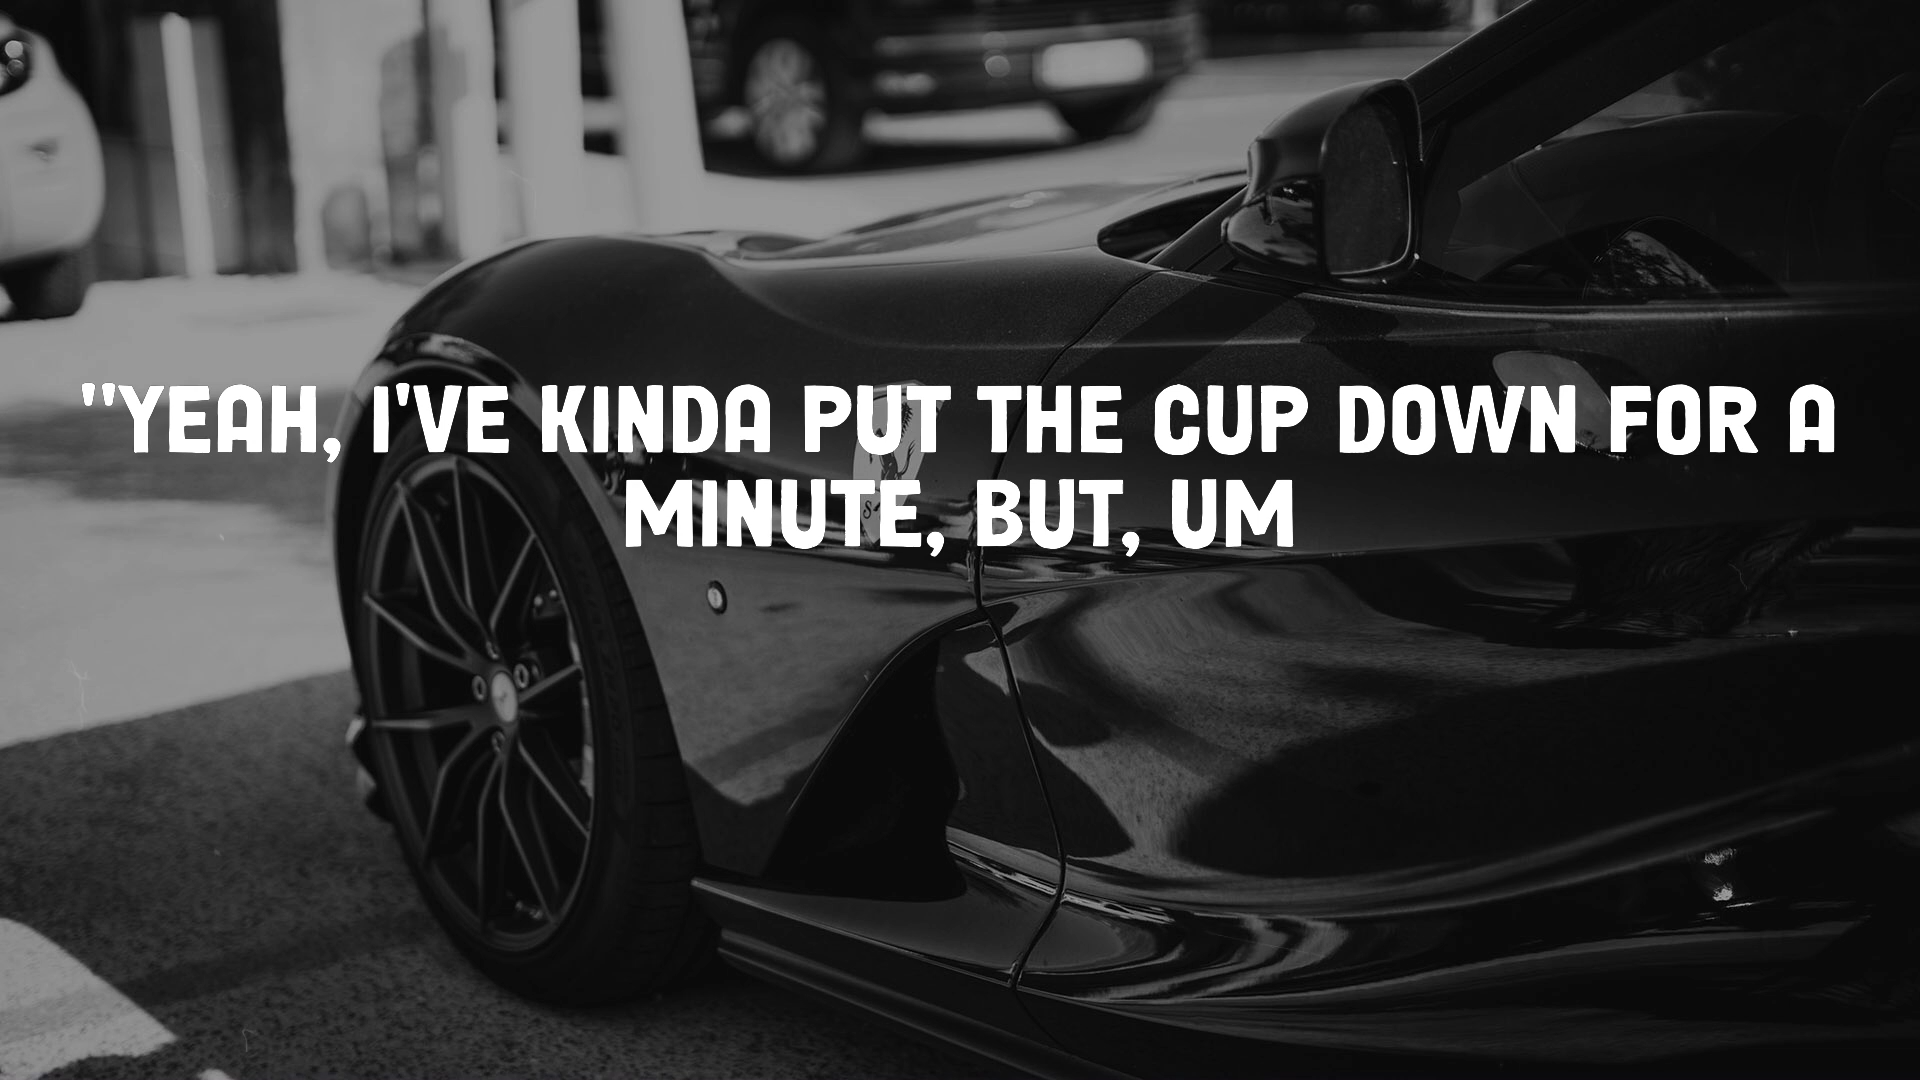 "YEAH, I'VE KINDA PUT THE CUP DOWN FOR A
MINUTE, BUT, UM